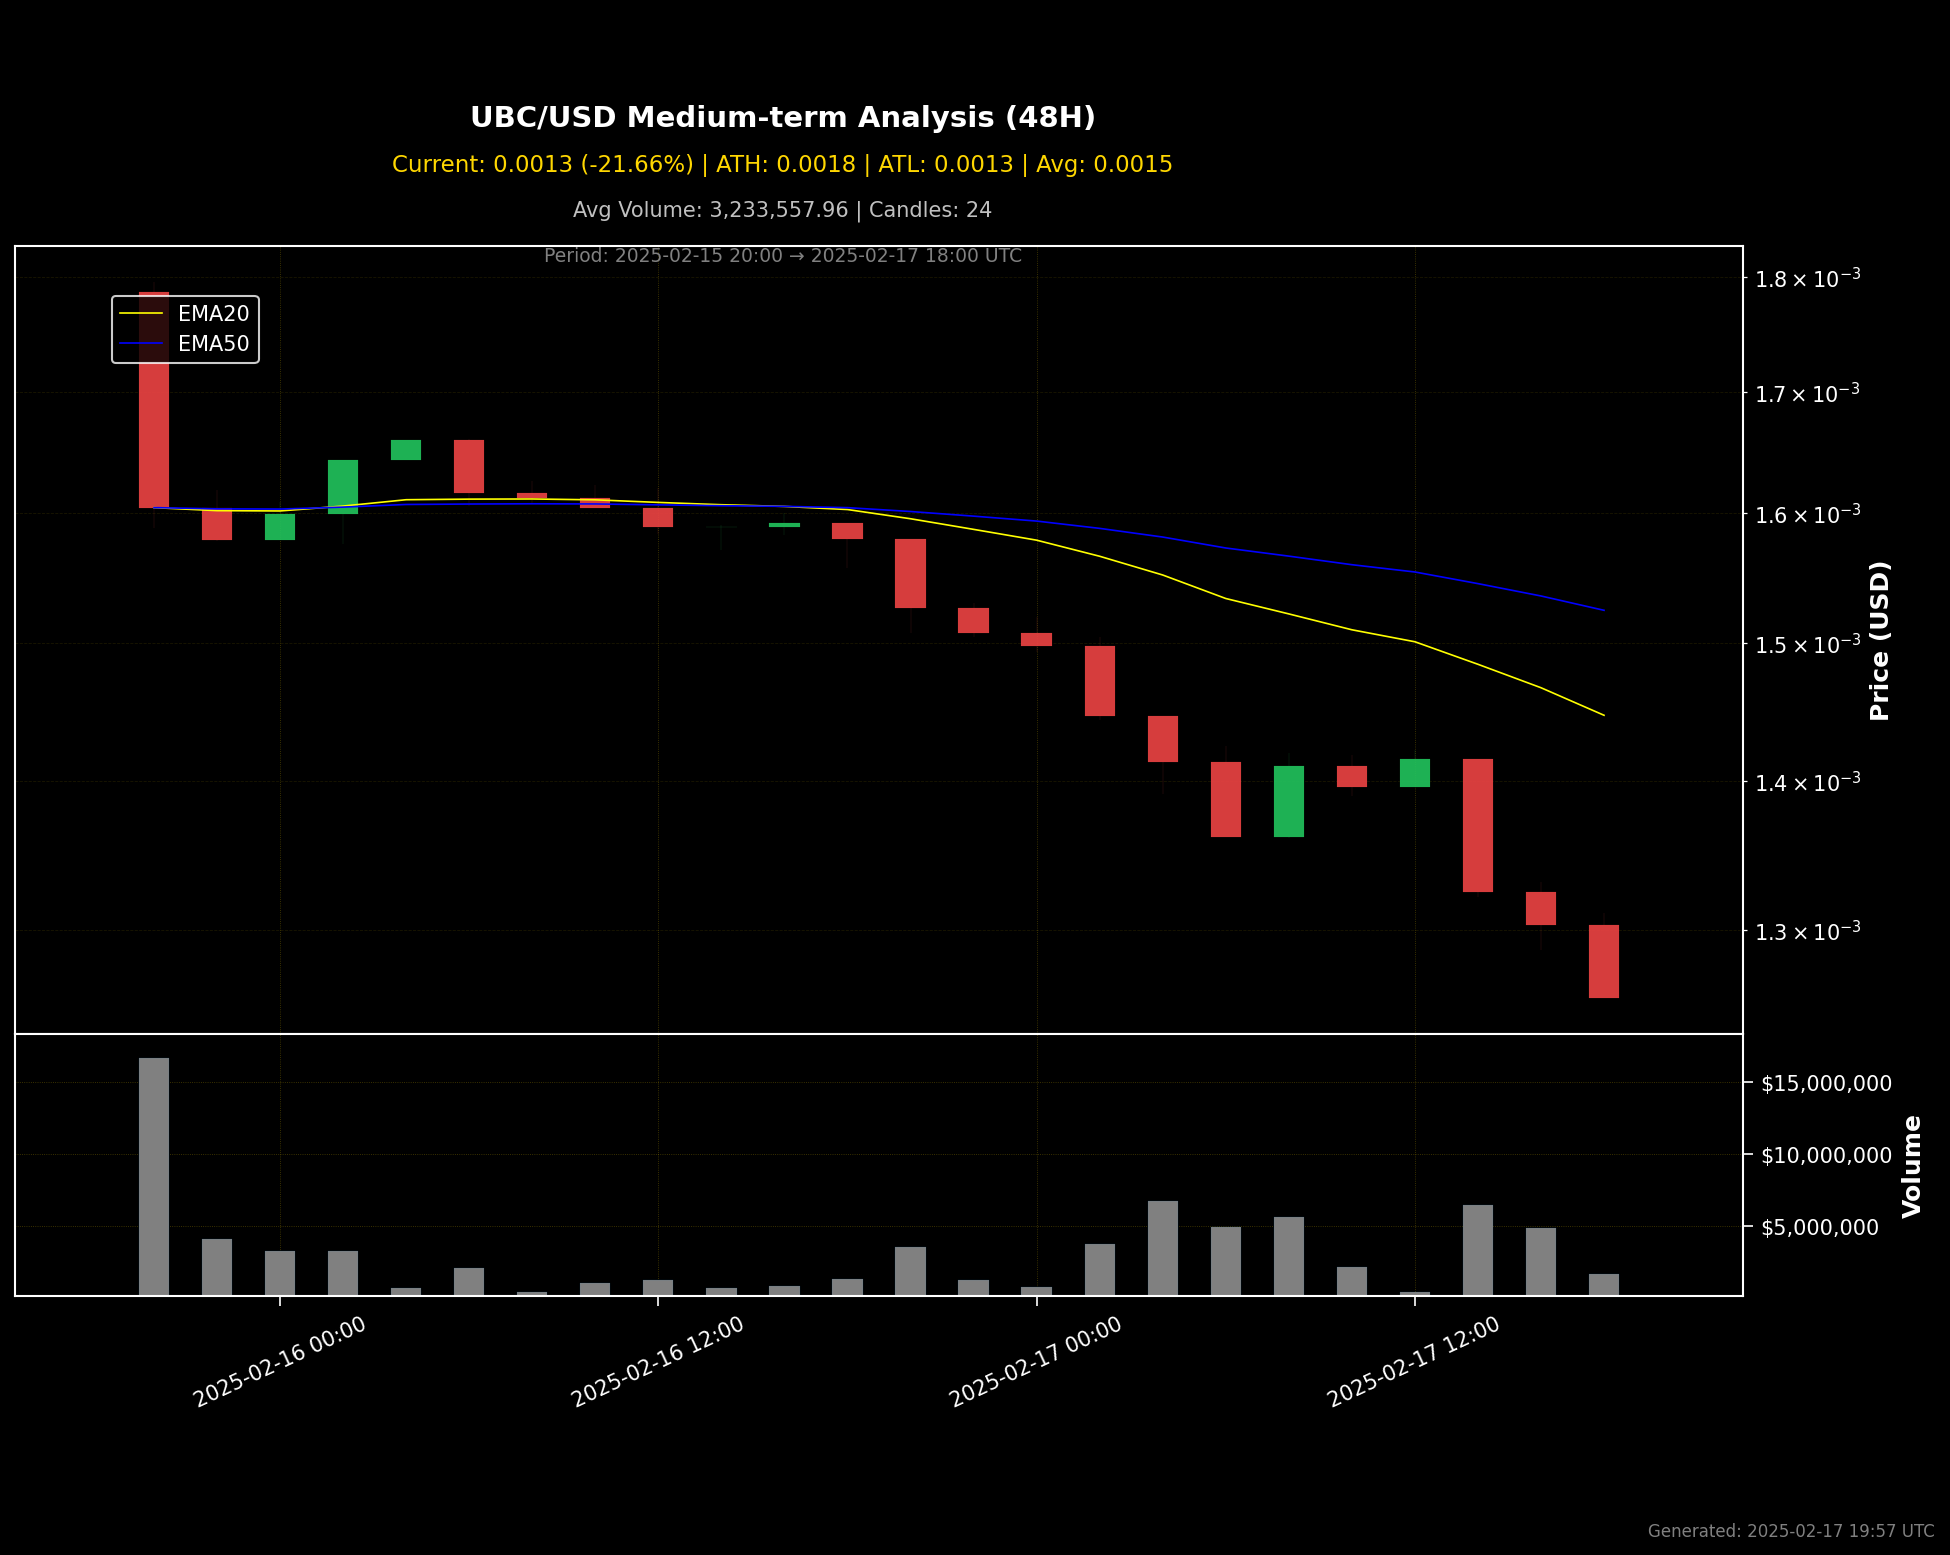 UBC/USD Medium-term Analysis (48H)
Current: 0.0013 (-21.66%) | ATH: 0.0018 | ATL: 0.0013 | Avg: 0.0015
Avg Volume: 3,233,557.96 | Candles: 24
Period: 2025-02-15 20:00 → 2025-02-17 18:00 UTC
EMA20
EMA50
1.8 × 10⁻³
1.7 × 10⁻³
1.6 × 10⁻³
1.5 × 10⁻³
1.4 × 10⁻³
1.3 × 10⁻³
Price (USD)
$15,000,000
$10,000,000
$5,000,000
Volume
2025-02-16 00:00
2025-02-16 12:00
2025-02-17 00:00
2025-02-17 12:00
Generated: 2025-02-17 19:57 UTC